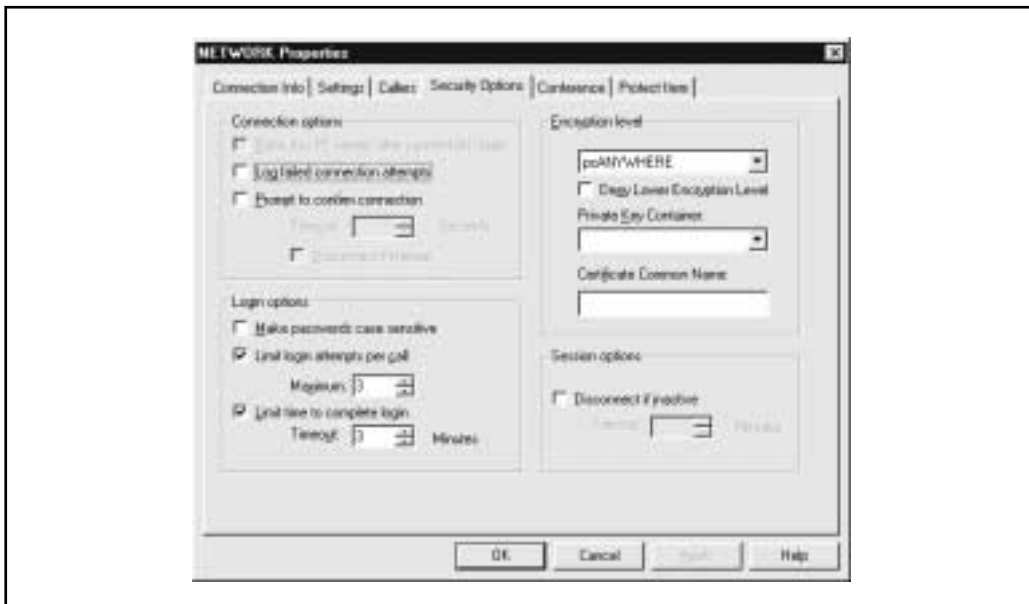 NETWORK Properties
Connection Info Settings Callers Security Options Conference Protect Item
Connection options
Log failed connection attempts
Prompt to confirm connection
Timeout: Seconds
Login options
Make passwords case sensitive
Limit login attempts per call
Maximum: 3
Limit time to complete login
Timeout: 3 Minutes
Encryption level
pcANYWHERE
Deny Lower Encryption Level
Private Key Container:
Certificate Common Name:
Session options
Disconnect if inactive
Timeout: Minutes
OK Cancel Apply Help